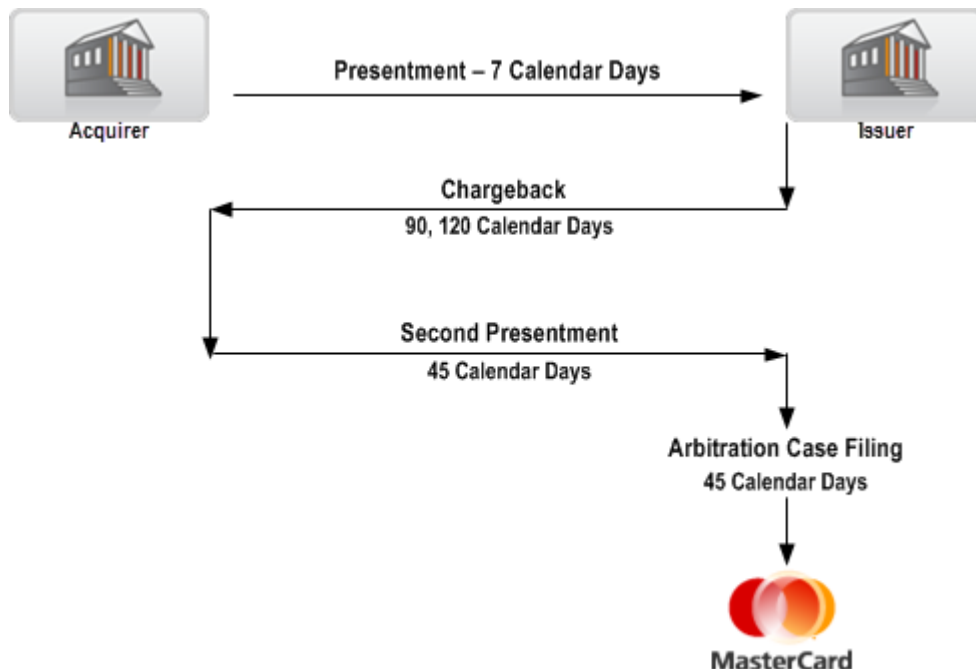 Presentment – 7 Calendar Days
Acquirer
Issuer
Chargeback
90, 120 Calendar Days
Second Presentment
45 Calendar Days
Arbitration Case Filing
45 Calendar Days
MasterCard